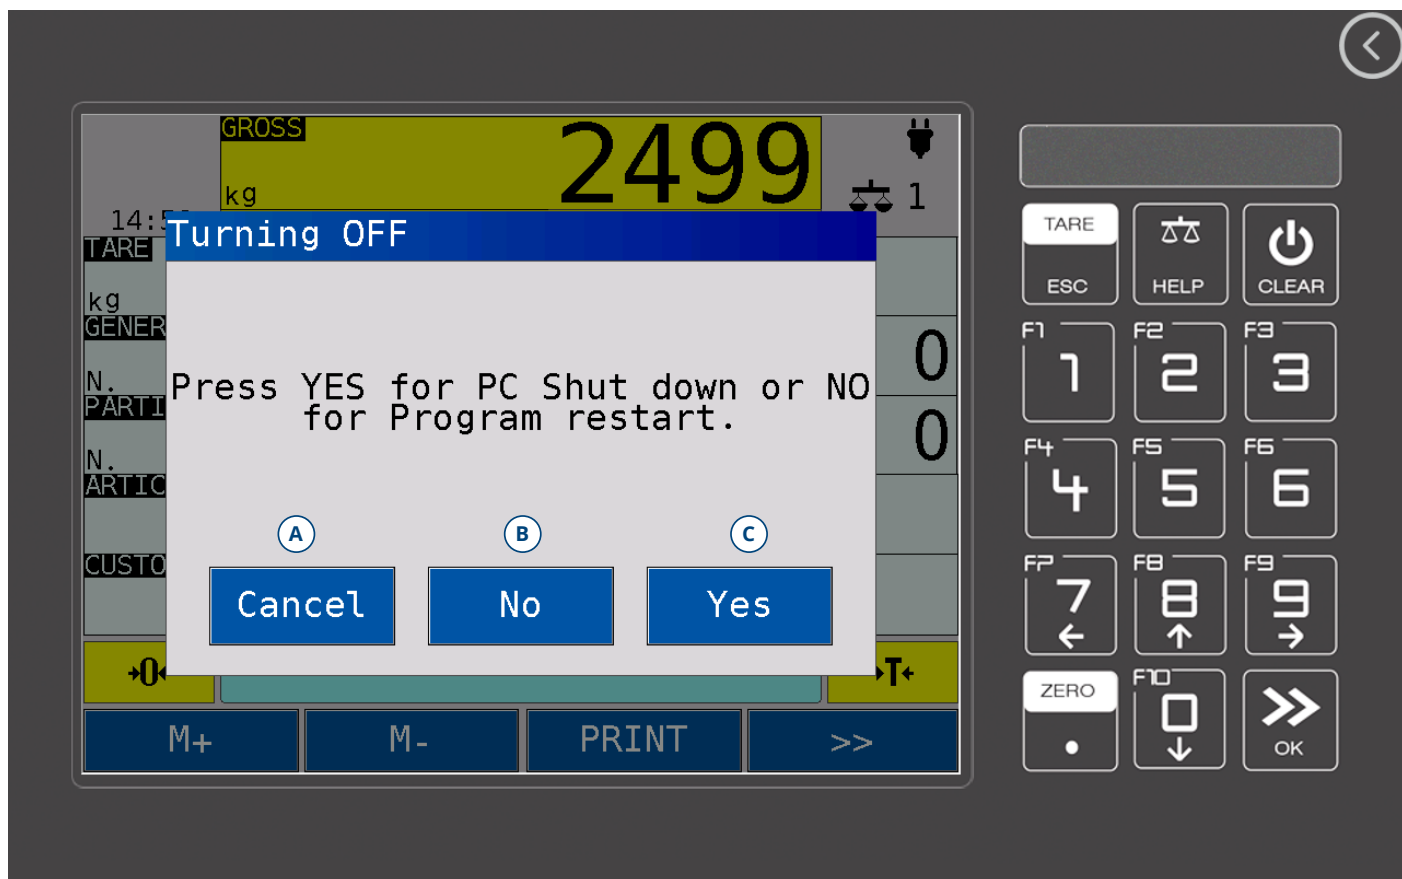 GROSS
2499
kg
1
14:5
Turning OFF
TARE
kg
GENER
0
N.
Press YES for PC Shut down or NO
for Program restart.
PARTI
0
N.
ARTIC
A
B
C
CUSTO
Cancel
No
Yes
→0←
→T←
M+
M-
PRINT
>>
TARE
ESC
HELP
CLEAR
F1
1
F2
2
F3
3
F4
4
F5
5
F6
6
F7
7
F8
8
F9
9
ZERO
.
F10
0
OK